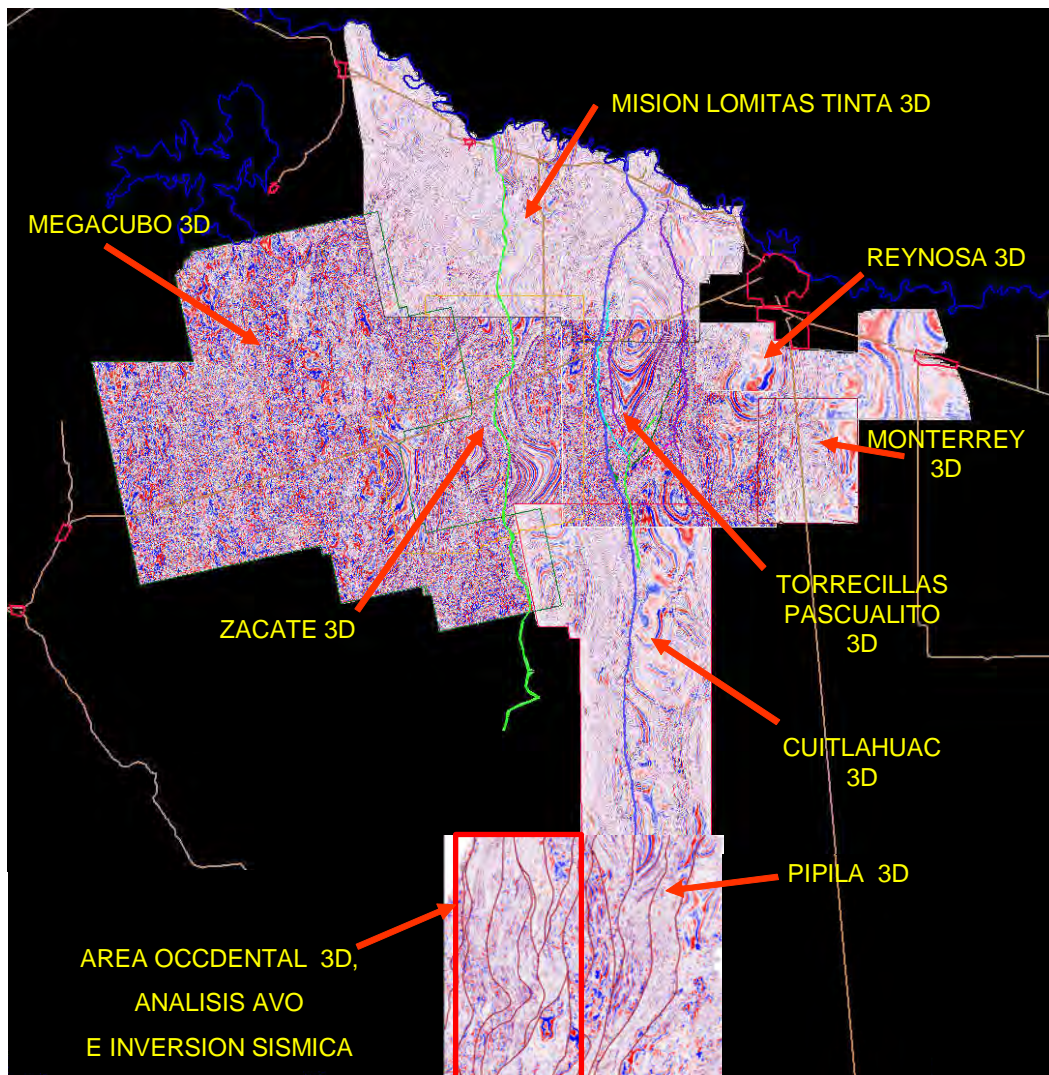 MISION LOMITAS TINTA 3D
MEGACUBO 3D
REYNOSA 3D
MONTERREY
3D
ZACATE 3D
TORRECILLAS
PASCUALITO
3D
CUITLAHUAC
3D
PIPILA 3D
AREA OCCDENTAL 3D,
ANALISIS AVO
E INVERSION SISMICA